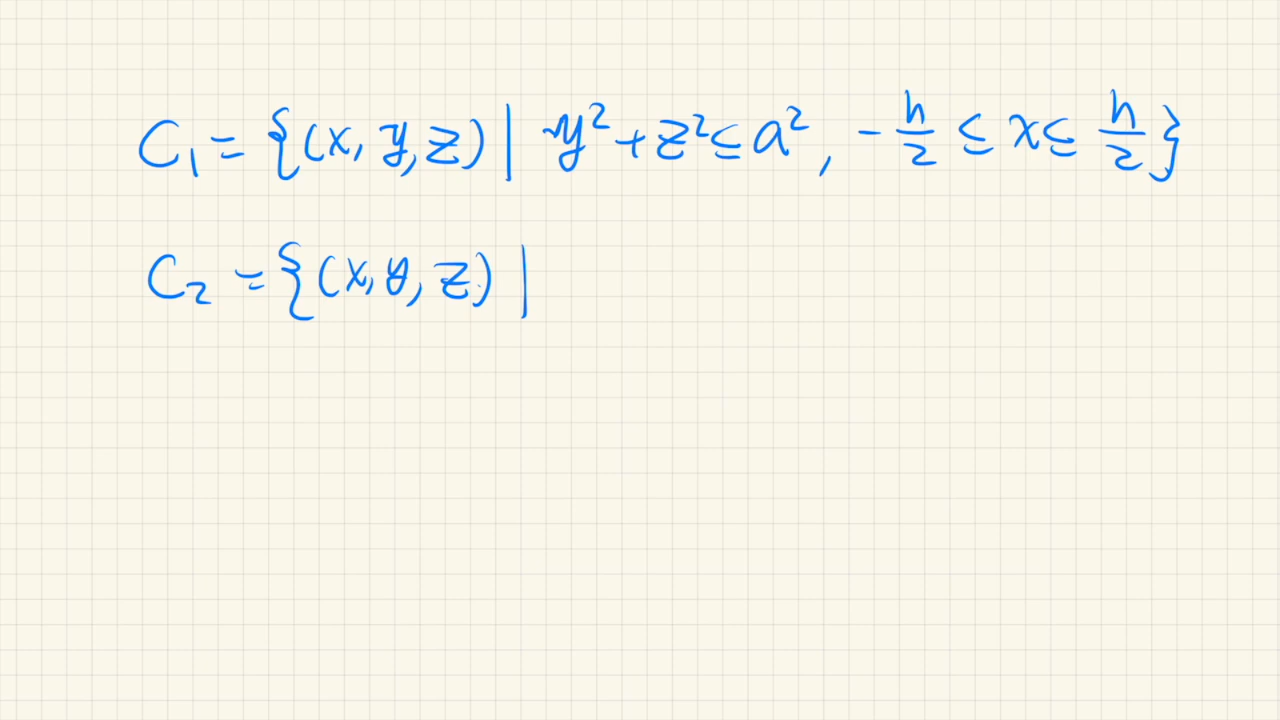 C₁ = {(x, y, z) | y² + z² ≤ a², -h/2 ≤ x ≤ h/2}
C₂ = {(x, y, z) |